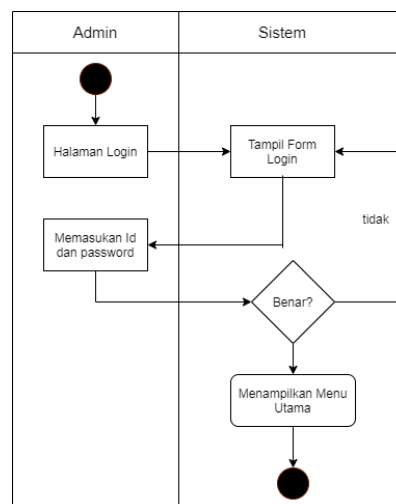 Admin
Sistem
Halaman Login
Tampil Form
Login
tidak
Memasukan Id
dan password
Benar?
Menampilkan Menu
Utama